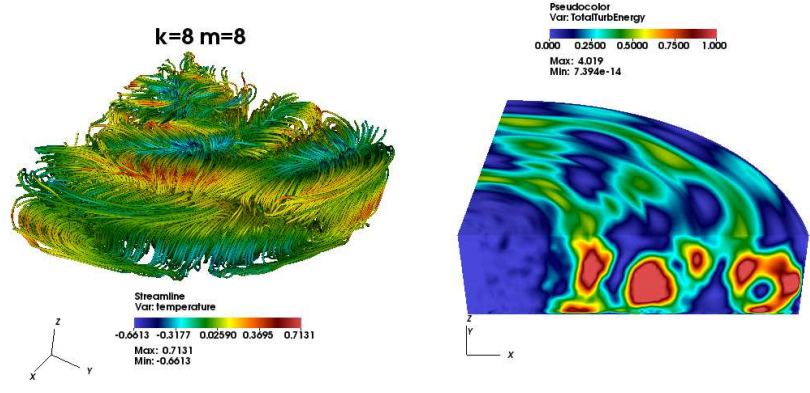 k=8 m=8
Streamline
Var: temperature
-0.6613 -0.3177 0.02590 0.3695 0.7131
Max: 0.7131
Min: -0.6613
Z
X
Y
Pseudocolor
Var: TotalTurbEnergy
0.000 0.2500 0.5000 0.7500 1.000
Max: 4.019
Min: 7.394e-14
Z
Y
X